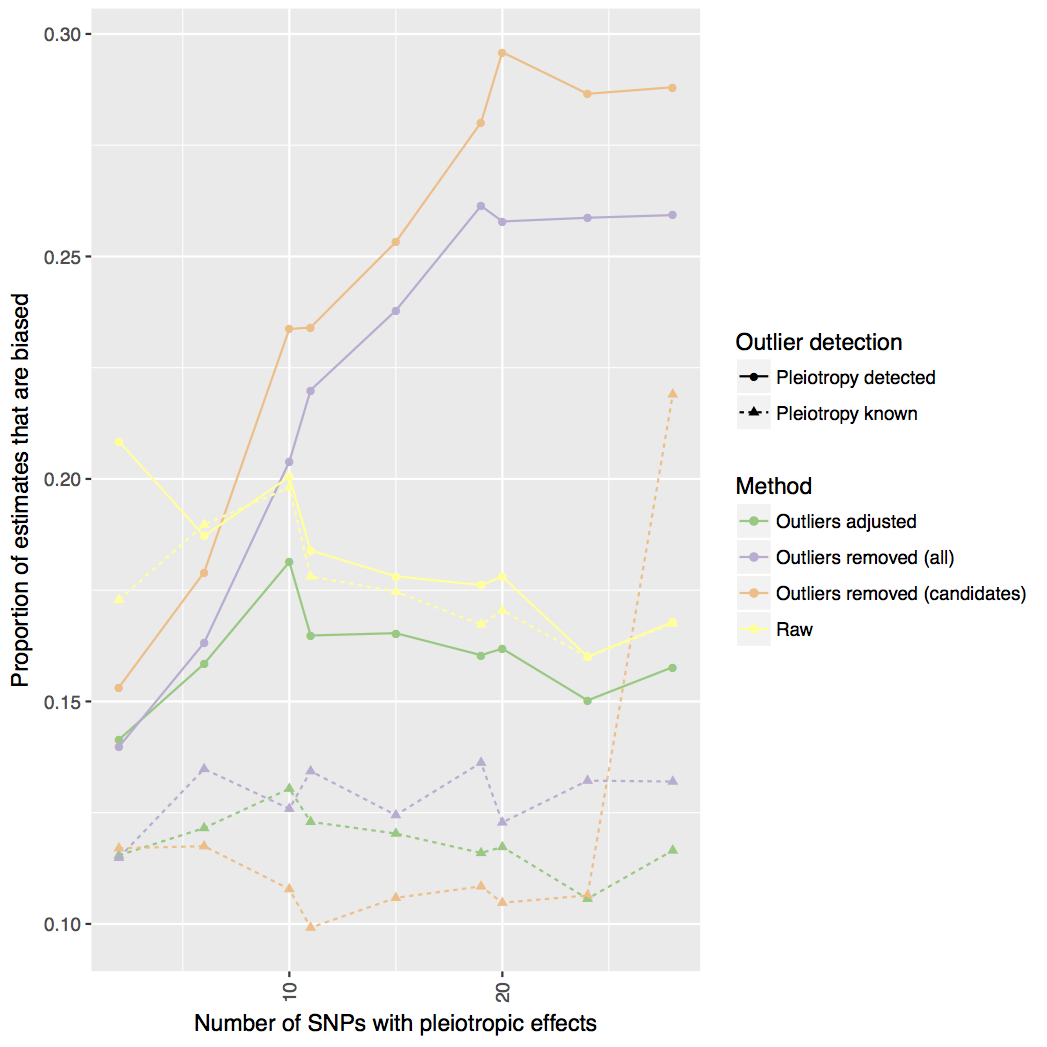 0.30
0.25
0.20
0.15
0.10
10
20
Number of SNPs with pleiotropic effects
Proportion of estimates that are biased
Outlier detection
Pleiotropy detected
Pleiotropy known
Method
Outliers adjusted
Outliers removed (all)
Outliers removed (candidates)
Raw